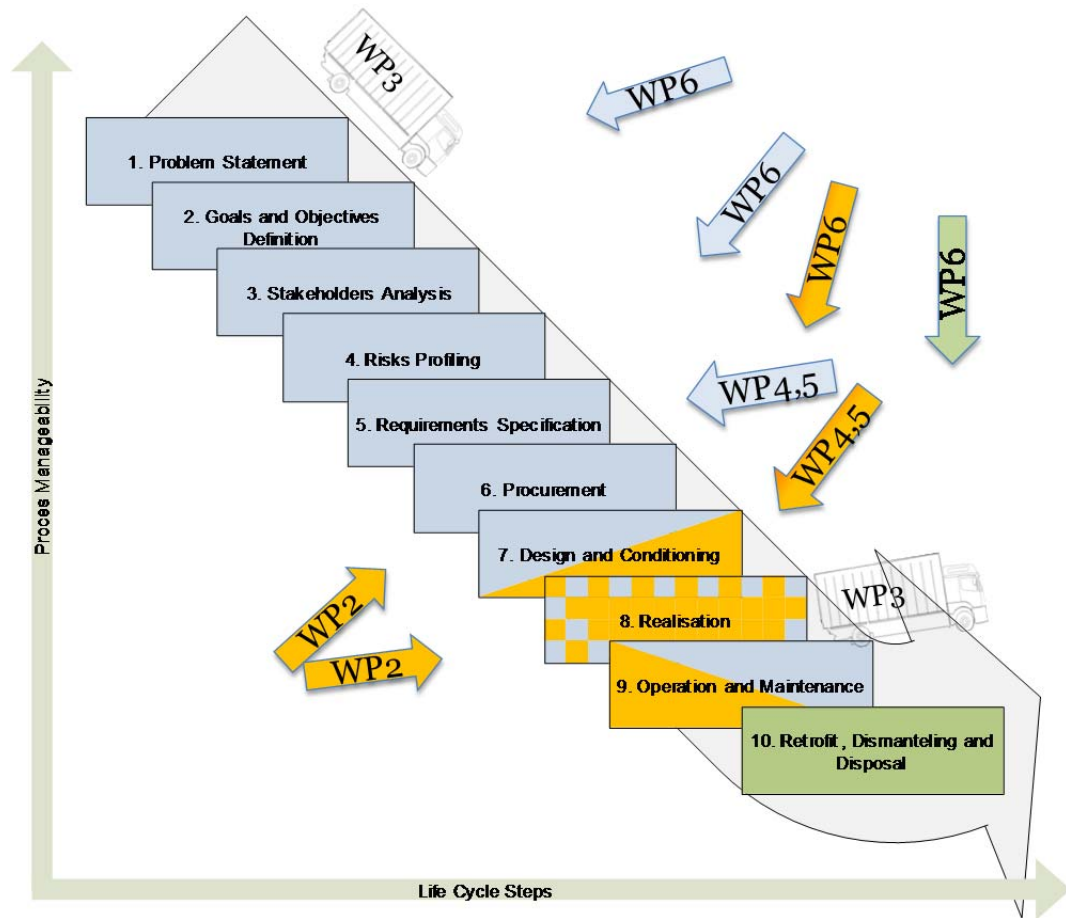 WP3
WP6
WP6
WP6
WP6
1. Problem Statement
2. Goals and Objectives
Definition
3. Stakeholders Analysis
4. Risks Profiling
WP4,5
WP4,5
5. Requirements Specification
6. Procurement
7. Design and Conditioning
WP2
WP2
WP3
8. Realisation
9. Operation and Maintenance
10. Retrofit , Dismanteling and
Disposal
Proces Manageability
Life Cycle Steps